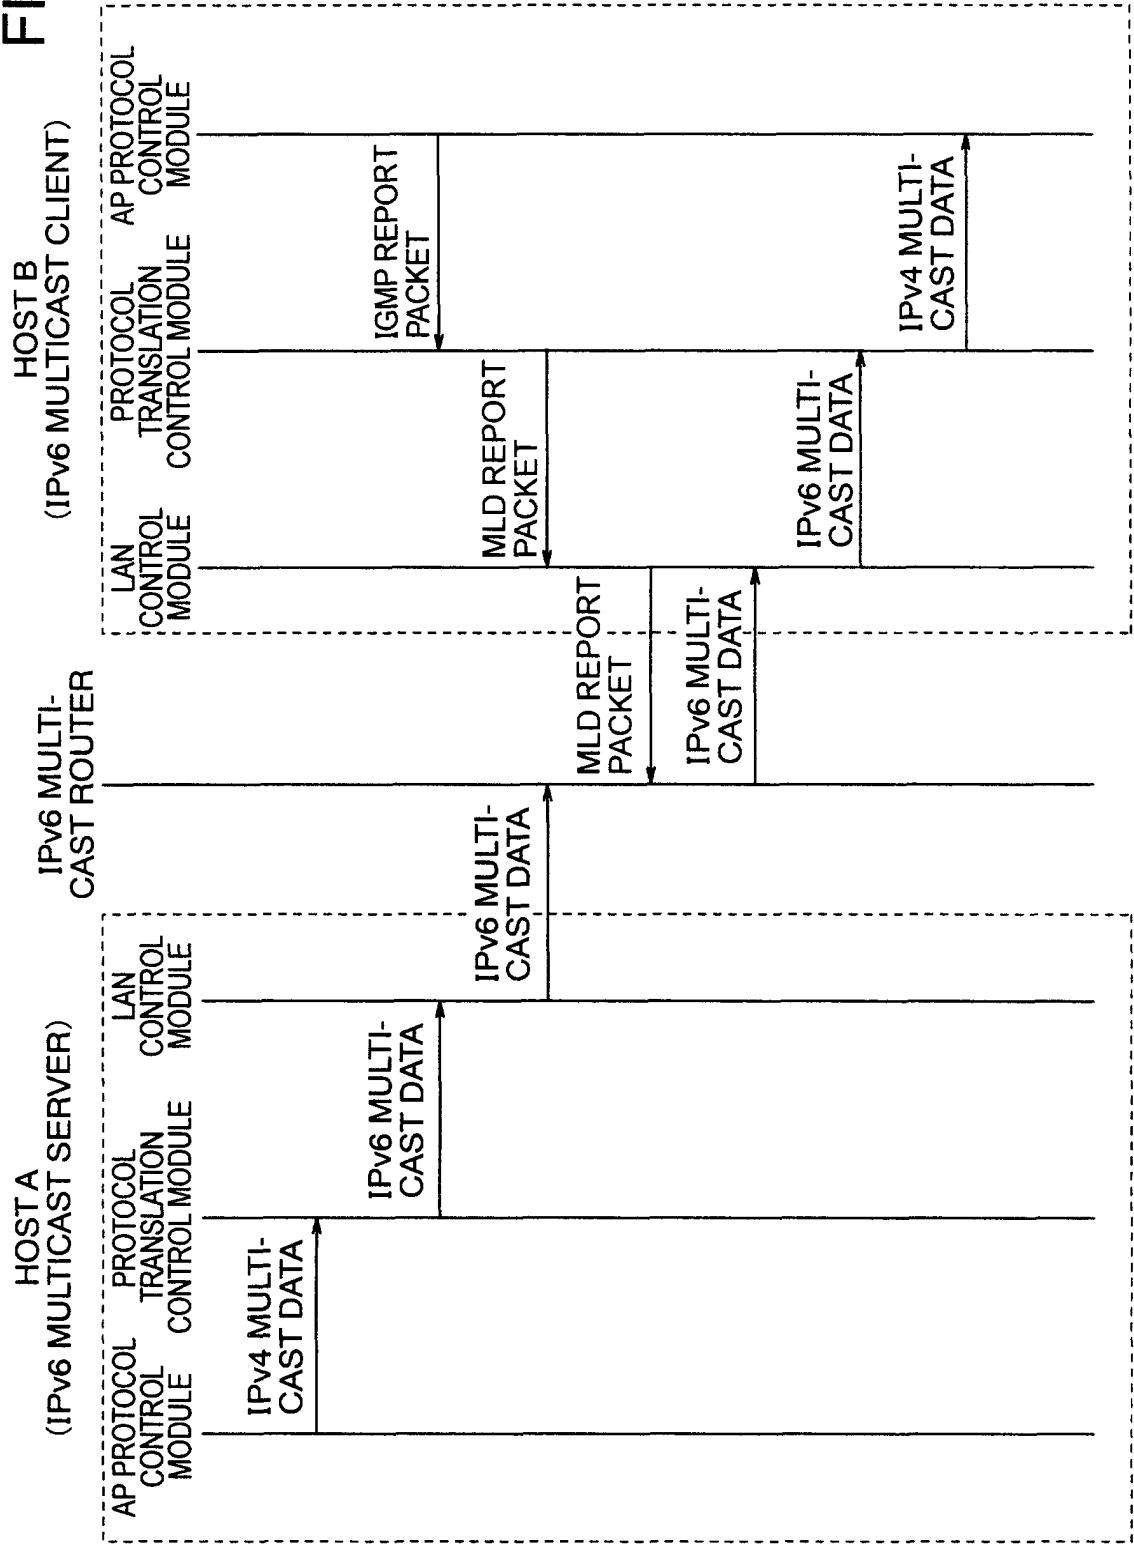 HOST A
(IPv6 MULTICAST SERVER)
IPv6 MULTI-
CAST ROUTER
HOST B
(IPv6 MULTICAST CLIENT)
AP PROTOCOL
CONTROL
MODULE
PROTOCOL
TRANSLATION
CONTROL MODULE
LAN
CONTROL
MODULE
LAN
CONTROL
MODULE
PROTOCOL
TRANSLATION
CONTROL MODULE
AP PROTOCOL
CONTROL
MODULE
IPv4 MULTI-
CAST DATA
IPv6 MULTI-
CAST DATA
IGMP REPORT
PACKET
IPv6 MULTI-
CAST DATA
MLD REPORT
PACKET
MLD REPORT
PACKET
IPv6 MULTI-
CAST DATA
IPv6 MULTI-
CAST DATA
IPv4 MULTI-
CAST DATA